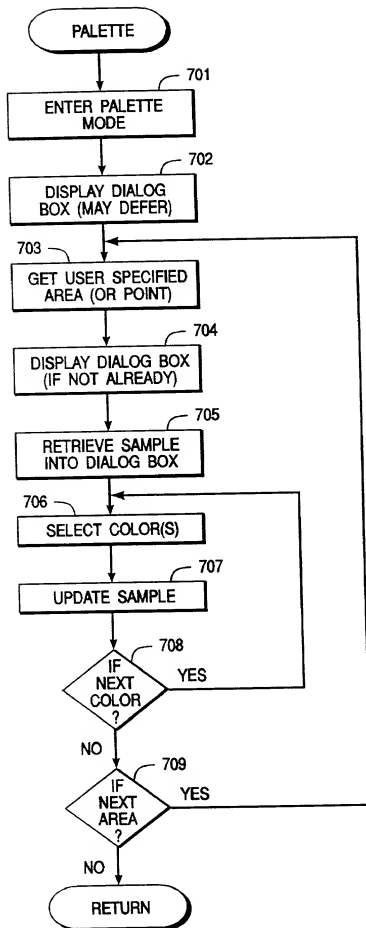 PALETTE
701
ENTER PALETTE
MODE
702
DISPLAY DIALOG
BOX (MAY DEFER)
703
GET USER SPECIFIED
AREA (OR POINT)
704
DISPLAY DIALOG BOX
(IF NOT ALREADY)
705
RETRIEVE SAMPLE
INTO DIALOG BOX
706
SELECT COLOR(S)
707
UPDATE SAMPLE
708
IF
NEXT
COLOR
?
YES
NO
709
IF
NEXT
AREA
?
YES
NO
RETURN